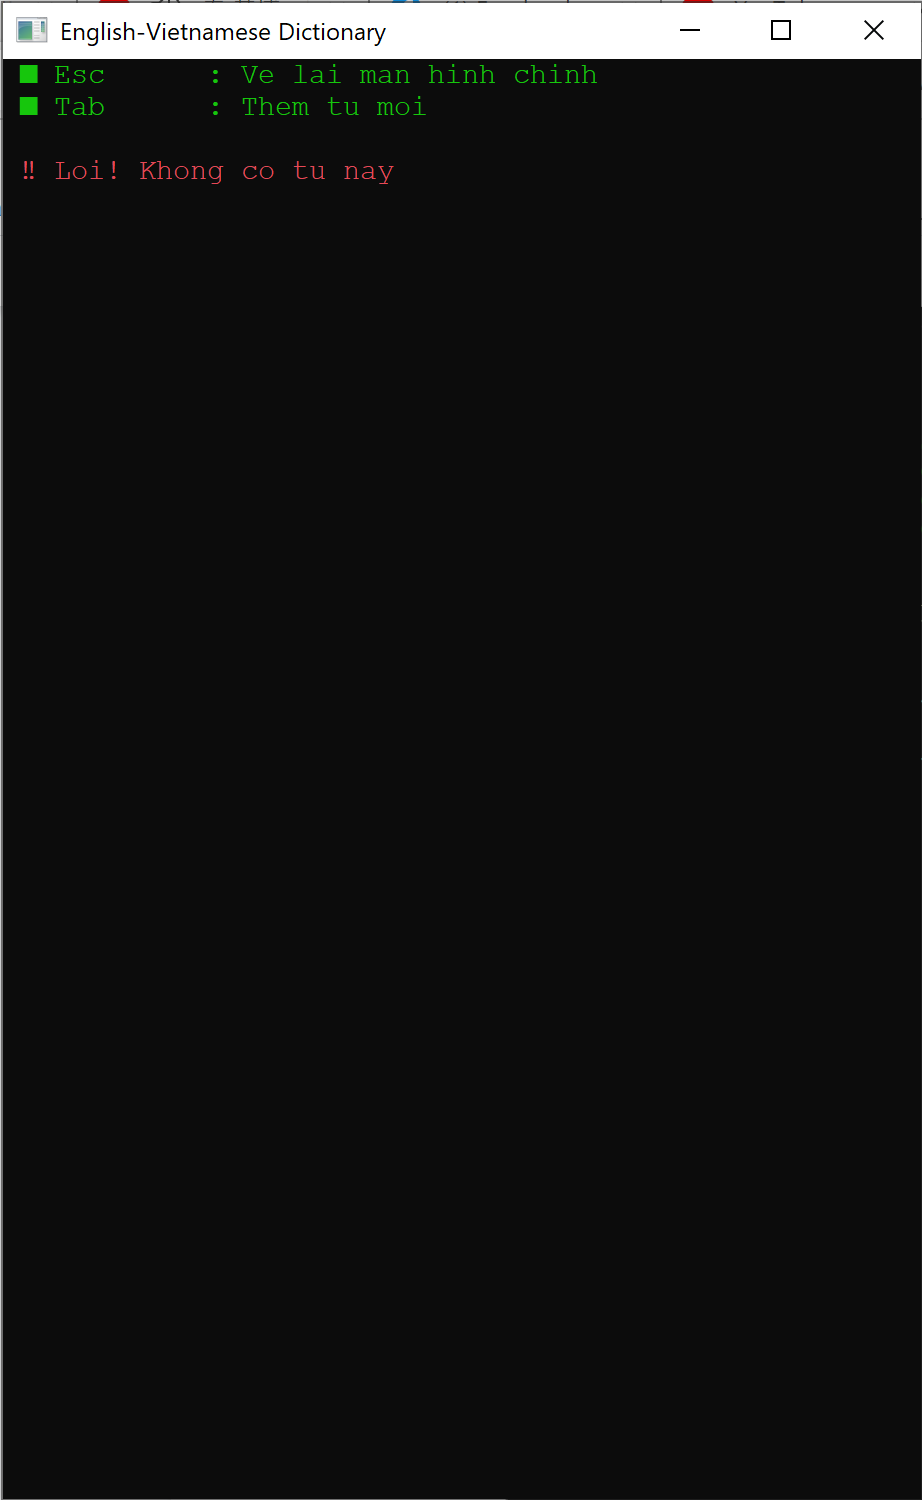 English-Vietnamese Dictionary
■ Esc : Ve lai man hinh chinh
■ Tab : Them tu moi
‼ Loi! Khong co tu nay